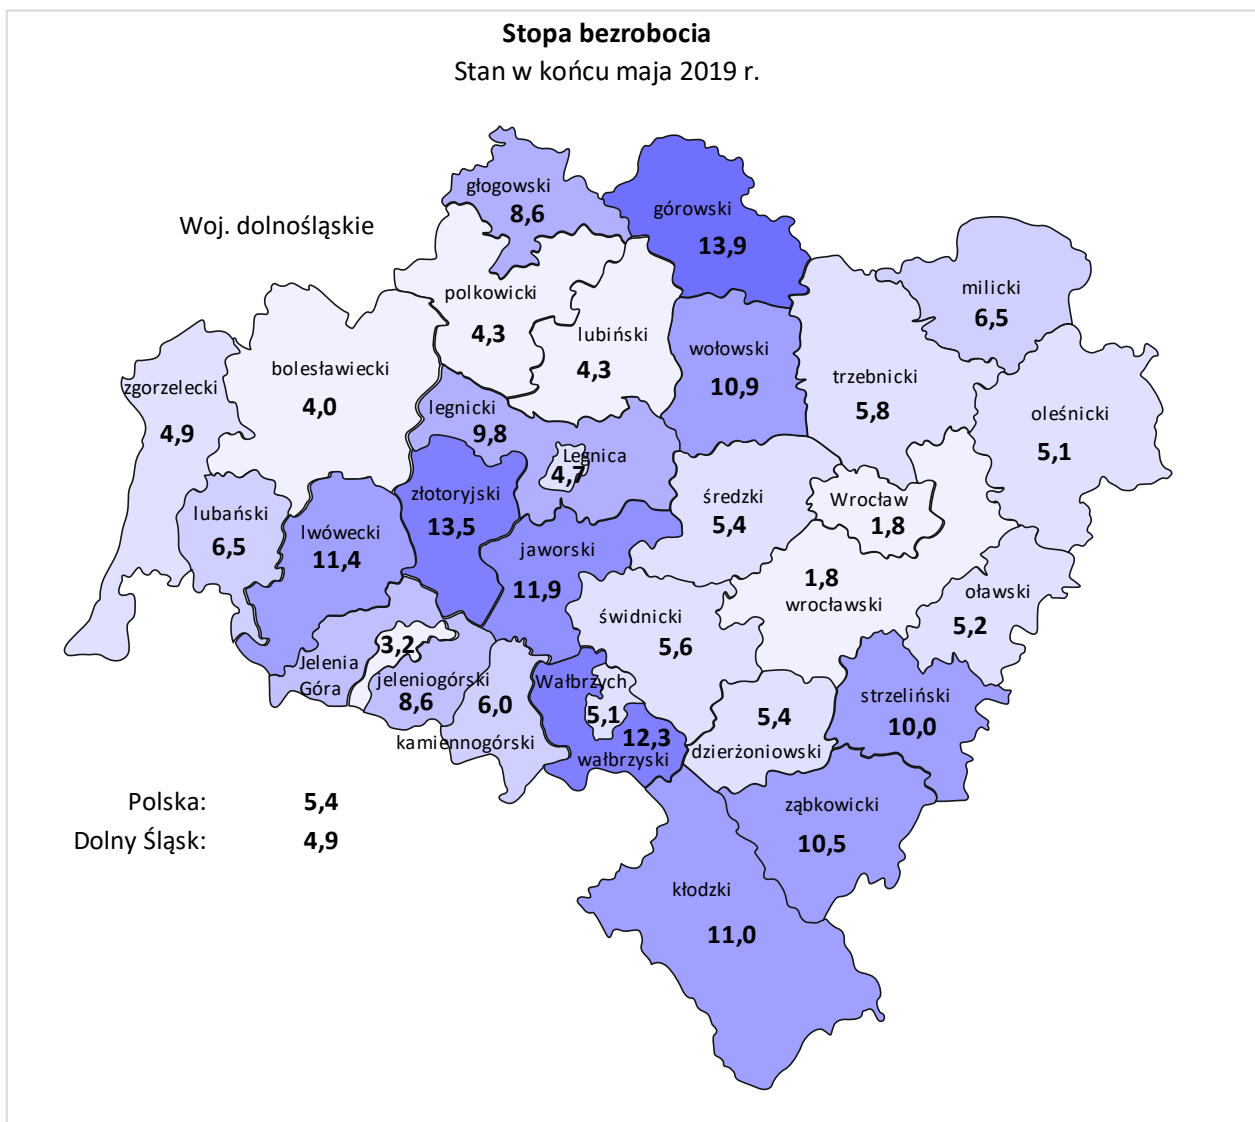 Stopa bezrobocia
Stan w końcu maja 2019 r.
Woj. dolnośląskie
głogowski
8,6
górowski
13,9
milicki
6,5
polkowicki
4,3
lubiński
4,3
wołowski
10,9
trzebnicki
5,8
oleśnicki
5,1
zgorzelecki
4,9
bolesławiecki
4,0
legnicki
9,8
Legnica
4,7
lubański
6,5
lwówecki
11,4
złotoryjski
13,5
jaworski
11,9
średzki
5,4
Wrocław
1,8
1,8
wrocławski
oławski
5,2
świdnicki
5,6
Jelenia
Góra
3,2
jeleniogórski
8,6
6,0
kamiennogórski
Wałbrzych
5,1
12,3
wałbrzyski
5,4
dzierżoniowski
strzeliński
10,0
ząbkowicki
10,5
kłodzki
11,0
Polska: 5,4
Dolny Śląsk: 4,9